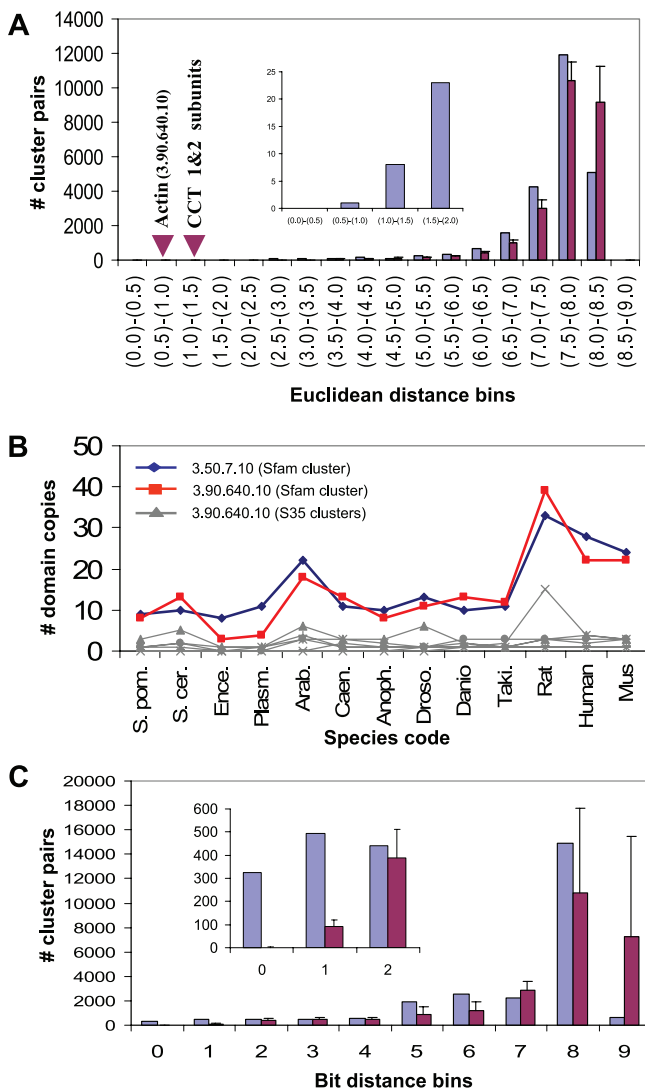 A
# cluster pairs
14000
12000
10000
8000
6000
4000
2000
0
Actin (3.90.640.10)
CCT 1&2 subunits
25
20
15
10
5
0
(0.0)-(0.5)
(0.5)-(1.0)
(1.0)-(1.5)
(1.5)-(2.0)
(0.0)-(0.5)
(0.5)-(1.0)
(1.0)-(1.5)
(1.5)-(2.0)
(2.0)-(2.5)
(2.5)-(3.0)
(3.0)-(3.5)
(3.5)-(4.0)
(4.0)-(4.5)
(4.5)-(5.0)
(5.0)-(5.5)
(5.5)-(6.0)
(6.0)-(6.5)
(6.5)-(7.0)
(7.0)-(7.5)
(7.5)-(8.0)
(8.0)-(8.5)
(8.5)-(9.0)
Euclidean distance bins
B
# domain copies
50
40
30
20
10
0
3.50.7.10 (Sfam cluster)
3.90.640.10 (Sfam cluster)
3.90.640.10 (S35 clusters)
S. pom.
S. cer.
Ence.
Plasm.
Arab.
Caen.
Anoph.
Droso.
Danio
Taki.
Rat
Human
Mus
Species code
C
# cluster pairs
20000
18000
16000
14000
12000
10000
8000
6000
4000
2000
0
600
500
400
300
200
100
0
0 1 2
0 1 2 3 4 5 6 7 8 9
Bit distance bins